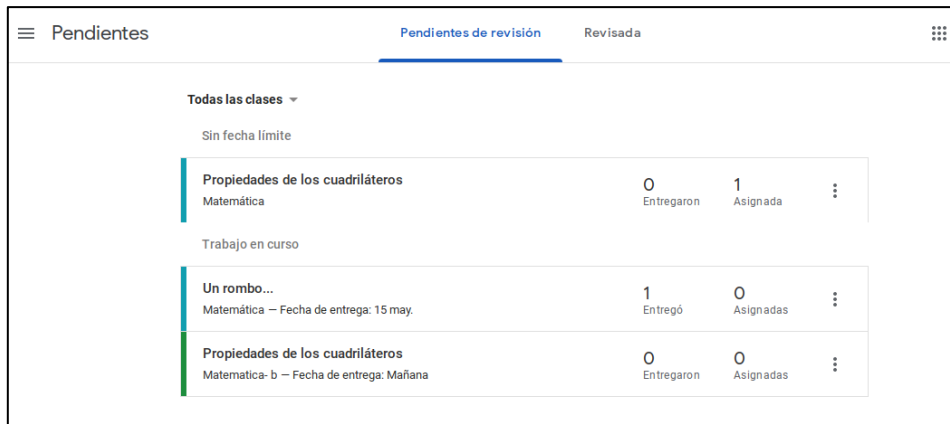 Pendientes
Pendientes de revisión
Revisada
Todas las clases
Sin fecha límite
Propiedades de los cuadriláteros
Matemática
0
Entregaron
1
Asignada
Trabajo en curso
Un rombo...
Matemática — Fecha de entrega: 15 may.
1
Entregó
0
Asignadas
Propiedades de los cuadriláteros
Matematica- b — Fecha de entrega: Mañana
0
Entregaron
0
Asignadas